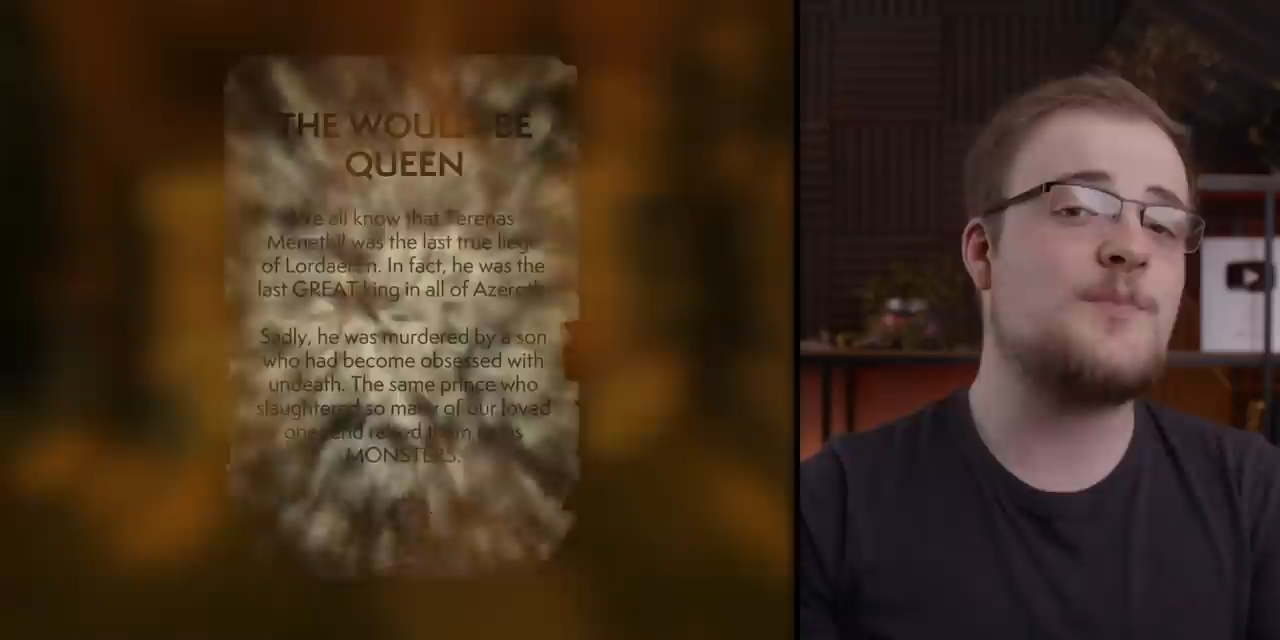 THE WOULD BE
QUEEN
We all know that Terenas
Menethil was the last true liege
of Lordaeron. In fact, he was the
last GREAT king in all of Azeroth.
Sadly, he was murdered by a son
who had become obsessed with
undeath. The same prince who
slaughtered so many of our loved
ones and raised them as
MONSTERS.